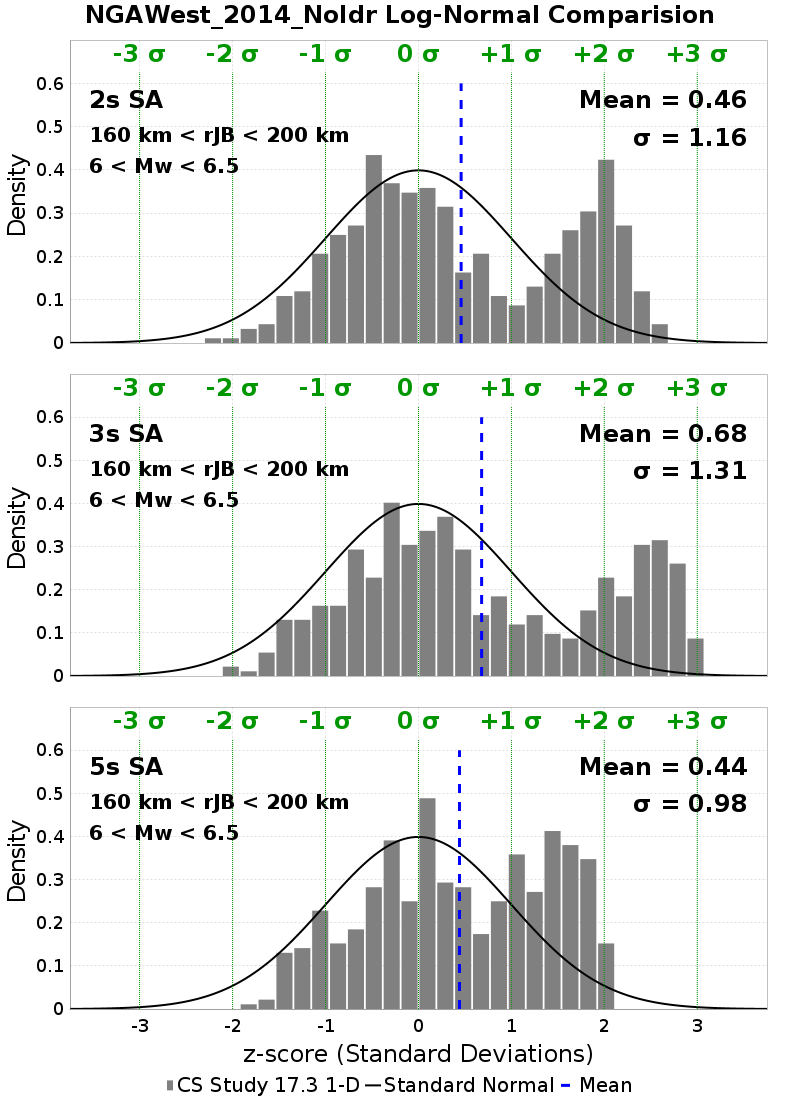 NGAWest_2014_NoIdr Log-Normal Comparision
-3 σ -2 σ -1 σ 0 σ +1 σ +2 σ +3 σ
0.6
2s SA Mean = 0.46
0.5
160 km < rJB < 200 km σ = 1.16
6 < Mw < 6.5
0.4
0.3
0.2
0.1
0
Density
-3 σ -2 σ -1 σ 0 σ +1 σ +2 σ +3 σ
0.6
3s SA Mean = 0.68
0.5
160 km < rJB < 200 km σ = 1.31
6 < Mw < 6.5
0.4
0.3
0.2
0.1
0
Density
-3 σ -2 σ -1 σ 0 σ +1 σ +2 σ +3 σ
0.6
5s SA Mean = 0.44
0.5
160 km < rJB < 200 km σ = 0.98
6 < Mw < 6.5
0.4
0.3
0.2
0.1
0
Density
-3 -2 -1 0 1 2 3
z-score (Standard Deviations)
CS Study 17.3 1-D Standard Normal Mean